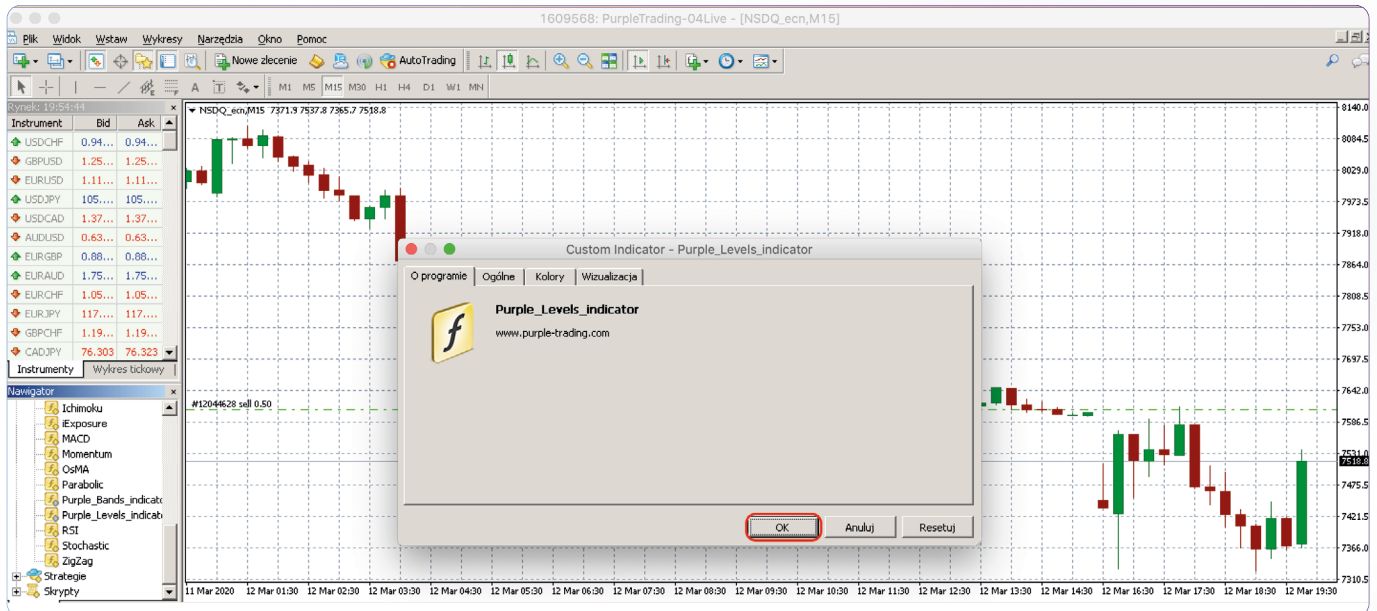 1609568: PurpleTrading-04Live - [NSDQ_ecn,M15]
Plik Widok Wstaw Wykresy Narzędzia Okno Pomoc
Nowe zlecenie AutoTrading
A T M1 M5 M15 M30 H1 H4 D1 W1 MN
Rynek: 19:54:44
Instrument Bid Ask
USDCHF 0.94... 0.94...
GBPUSD 1.25... 1.25...
EURUSD 1.11... 1.11...
USDJPY 105.... 105....
USDCAD 1.37... 1.37...
AUDUSD 0.63... 0.63...
EURGBP 0.88... 0.88...
EURAUD 1.75... 1.75...
EURCHF 1.05... 1.05...
EURJPY 117.... 117....
GBPCHF 1.19... 1.19...
CADJPY 76.303 76.323
Instrumenty Wykres tickowy
Nawigator
Ichimoku
iExposure
MACD
Momentum
OsMA
Parabolic
Purple_Bands_indicato
Purple_Levels_indicato
RSI
Stochastic
ZigZag
Strategie
Skrypty
NSDQ_ecn,M15 7371.9 7537.8 7365.7 7518.8
#12044628 sell 0.50
Custom Indicator - Purple_Levels_indicator
O programie Ogólne Kolory Wizualizacja
Purple_Levels_indicator
www.purple-trading.com
OK Anuluj Resetuj
8140.0
8084.5
8029.0
7973.5
7918.0
7864.0
7808.5
7753.0
7697.5
7642.0
7586.5
7531.0
7518.8
7475.5
7421.5
7366.0
7310.5
11 Mar 2020 12 Mar 01:30 12 Mar 02:30 12 Mar 03:30 12 Mar 04:30 12 Mar 05:30 12 Mar 06:30 12 Mar 07:30 12 Mar 08:30 12 Mar 09:30 12 Mar 10:30 12 Mar 11:30 12 Mar 12:30 12 Mar 13:30 12 Mar 14:30 12 Mar 16:30 12 Mar 17:30 12 Mar 18:30 12 Mar 19:30